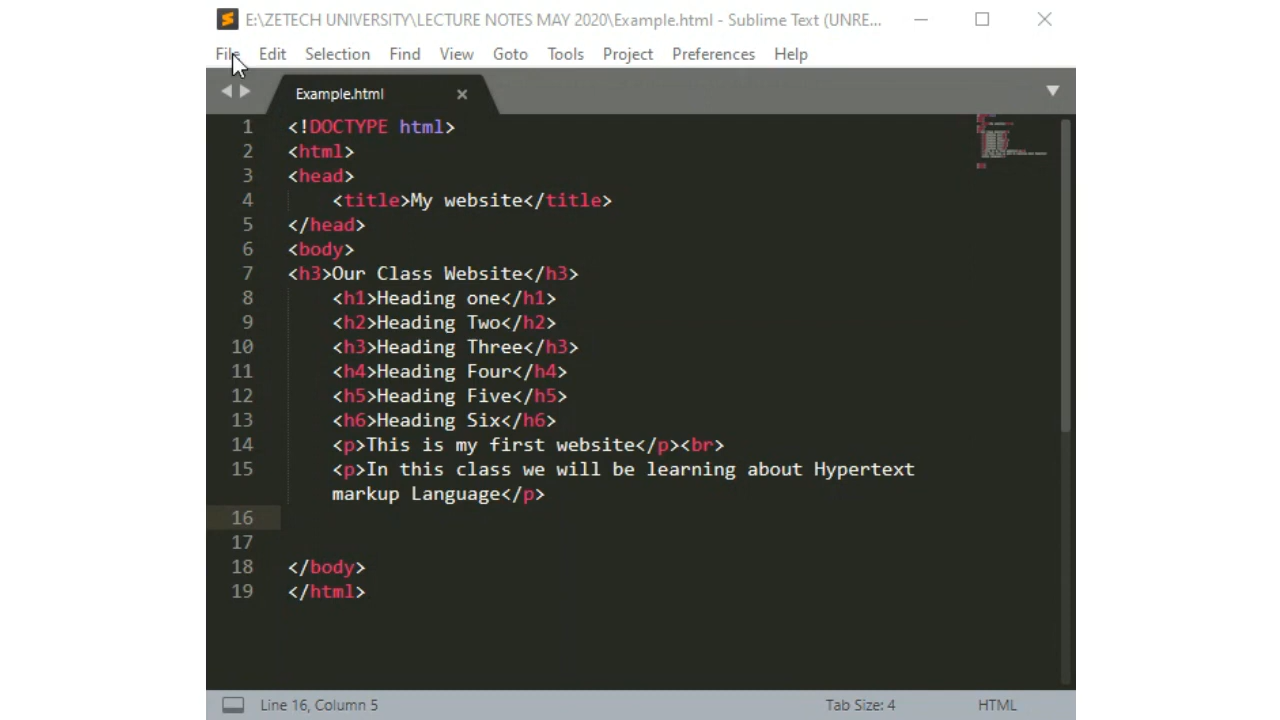 E:\ZETECH UNIVERSITY\LECTURE NOTES MAY 2020\Example.html - Sublime Text (UNRE...
File Edit Selection Find View Goto Tools Project Preferences Help
Example.html
1 <!DOCTYPE html>
2 <html>
3 <head>
4 <title>My website</title>
5 </head>
6 <body>
7 <h3>Our Class Website</h3>
8 <h1>Heading one</h1>
9 <h2>Heading Two</h2>
10 <h3>Heading Three</h3>
11 <h4>Heading Four</h4>
12 <h5>Heading Five</h5>
13 <h6>Heading Six</h6>
14 <p>This is my first website</p><br>
15 <p>In this class we will be learning about Hypertext
markup Language</p>
16
17
18 </body>
19 </html>
Line 16, Column 5 Tab Size: 4 HTML